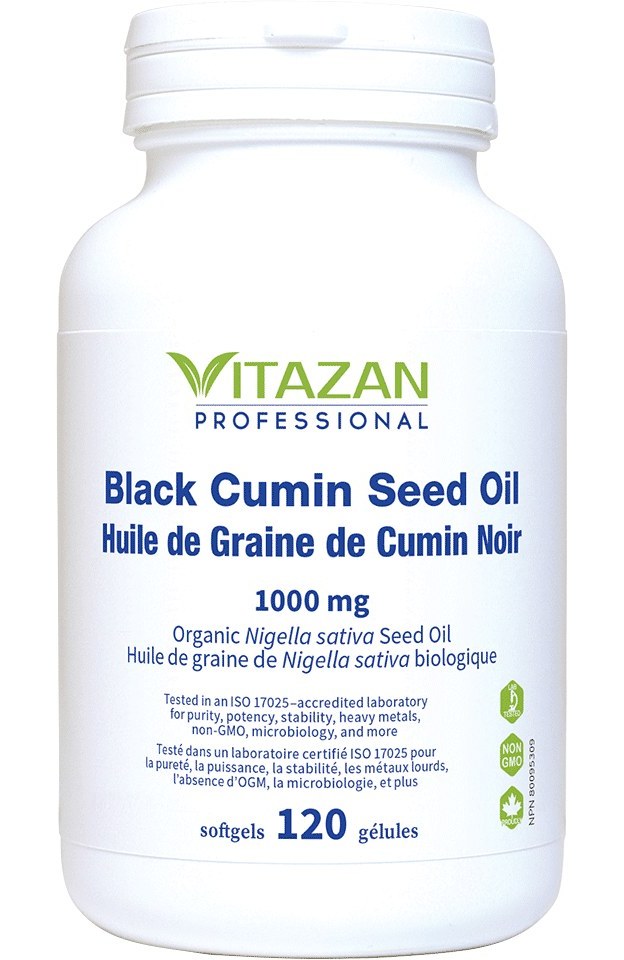 VITAZAN
PROFESSIONAL
Black Cumin Seed Oil
Huile de Graine de Cumin Noir
1000 mg
Organic Nigella sativa Seed Oil
Huile de graine de Nigella sativa biologique
Tested in an ISO 17025–accredited laboratory
for purity, potency, stability, heavy metals,
non-GMO, microbiology, and more
Testé dans un laboratoire certifié ISO 17025 pour
la pureté, la puissance, la stabilité, les métaux lourds,
l'absence d'OGM, la microbiologie, et plus
softgels 120 gélules
LAB
TESTED
NON
GMO
PROUDLY
NPN 80095309